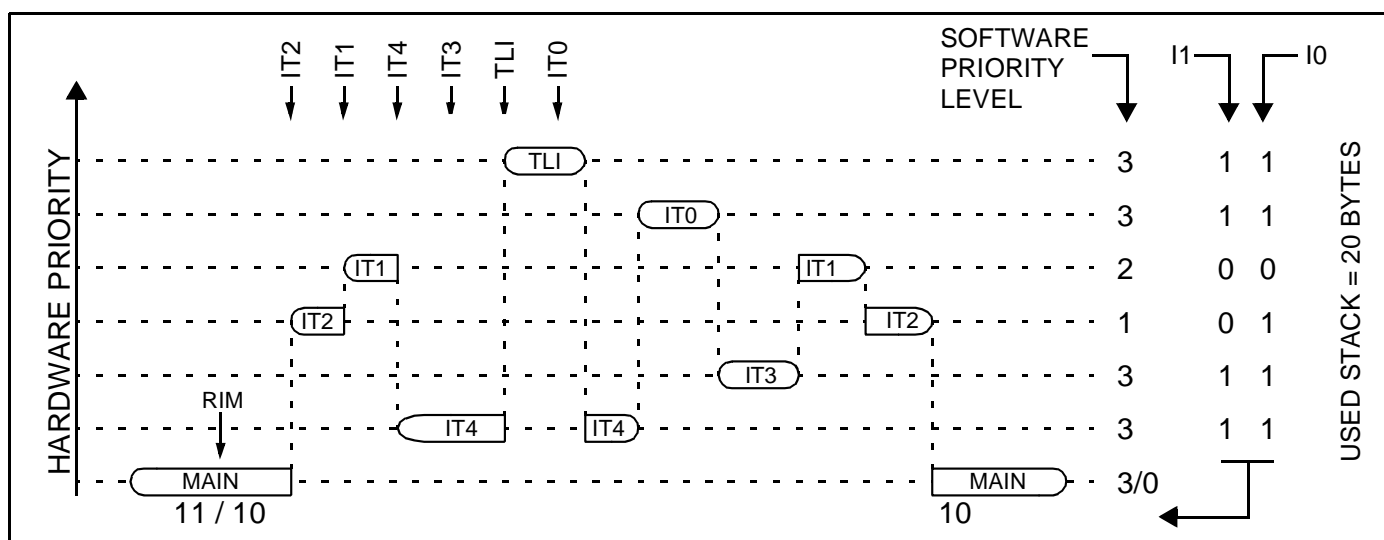 IT2
IT1
IT4
IT3
TLI
IT0
SOFTWARE
PRIORITY
LEVEL
I1
I0
HARDWARE PRIORITY
TLI
3
1 1
IT0
3
1 1
IT1
IT1
2
0 0
IT2
IT2
1
0 1
IT3
3
1 1
RIM
IT4
IT4
3
1 1
MAIN
MAIN
3/0
11 / 10
10
USED STACK = 20 BYTES